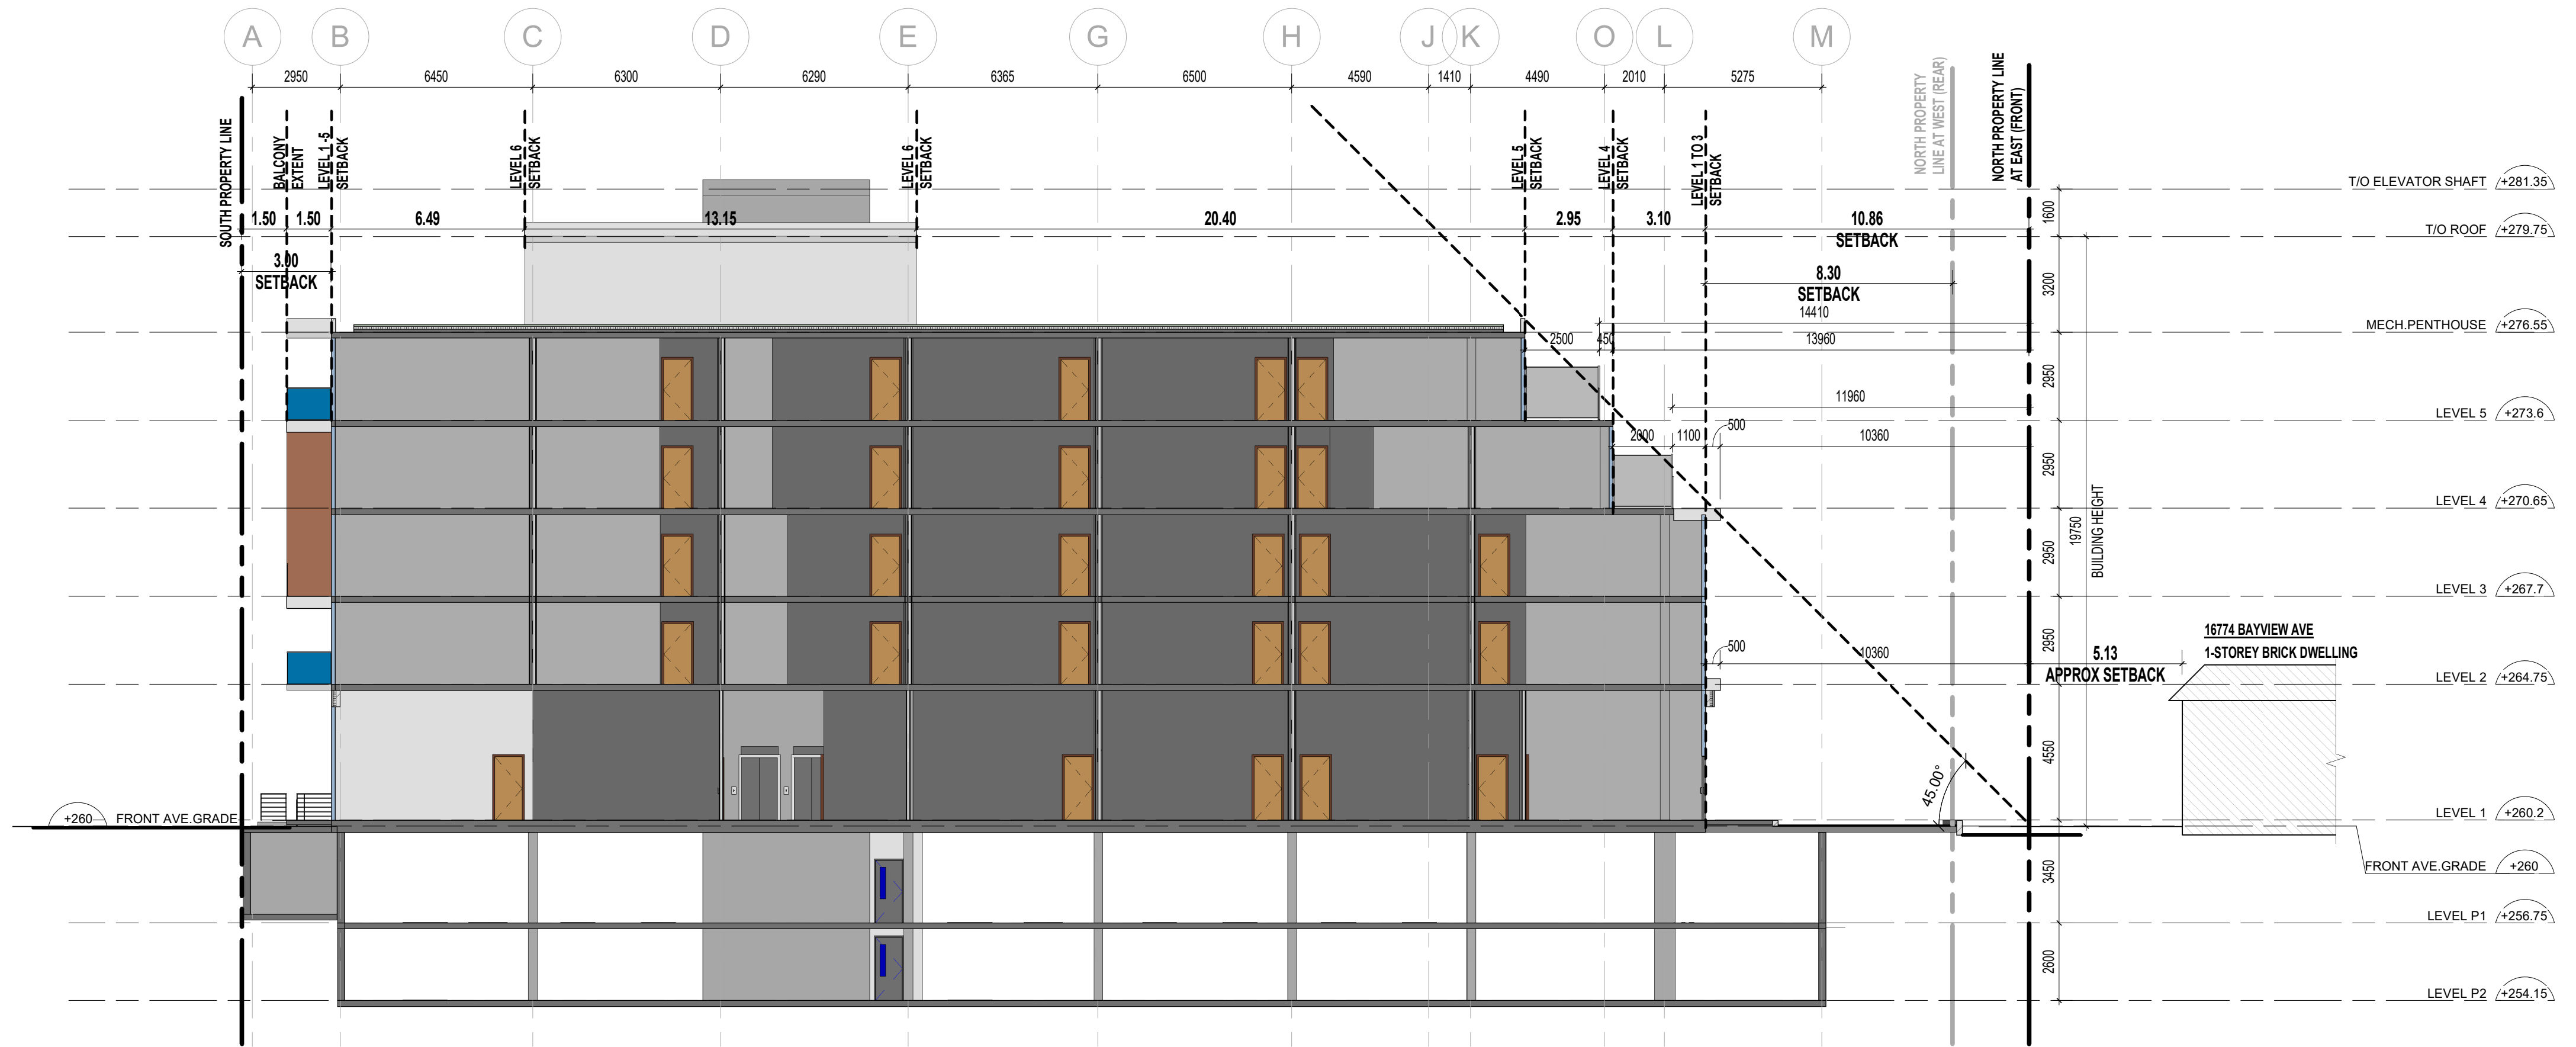 A B C D E G H J K O L M
2950 6450 6300 6290 6365 6500 4590 1410 4490 2010 5275
SOUTH PROPERTY LINE
BALCONY
EXTENT
LEVEL 1 -5
SETBACK
LEVEL 6
SETBACK
LEVEL 6
SETBACK
LEVEL 5
SETBACK
LEVEL 4
SETBACK
LEVEL 1 TO 3
SETBACK
NORTH PROPERTY
LINE AT WEST (REAR)
NORTH PROPERTY LINE
AT EAST (FRONT)
1.50 1.50 6.49 13.15 20.40 2.95 3.10 10.86
SETBACK
3.00
SETBACK
8.30
SETBACK
14410
2500 450 13960
11960
2000 1100 500 10360
500 10360
45.00°
T/O ELEVATOR SHAFT +281.35
1600
T/O ROOF +279.75
3200
MECH.PENTHOUSE +276.55
2950
LEVEL 5 +273.6
2950
LEVEL 4 +270.65
2950
LEVEL 3 +267.7
2950
LEVEL 2 +264.75
4550
LEVEL 1 +260.2
3450
FRONT AVE.GRADE +260
LEVEL P1 +256.75
2600
LEVEL P2 +254.15
19750
BUILDING HEIGHT
16774 BAYVIEW AVE
1-STOREY BRICK DWELLING
5.13
APPROX SETBACK
+260 FRONT AVE.GRADE